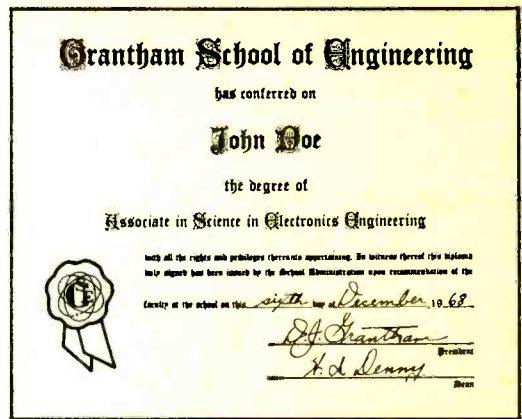 Grantham School of Engineering
has conferred on
John Doe
the degree of
Associate in Science in Electronics Engineering
with all the rights and privileges thereunto appertaining. In witness thereof this diploma
duly signed has been issued by the School Administration upon recommendation of the
faculty at the school on this sixth day of December, 1968
D.J. Grantham
President
H. L. Denny
Dean
GSE